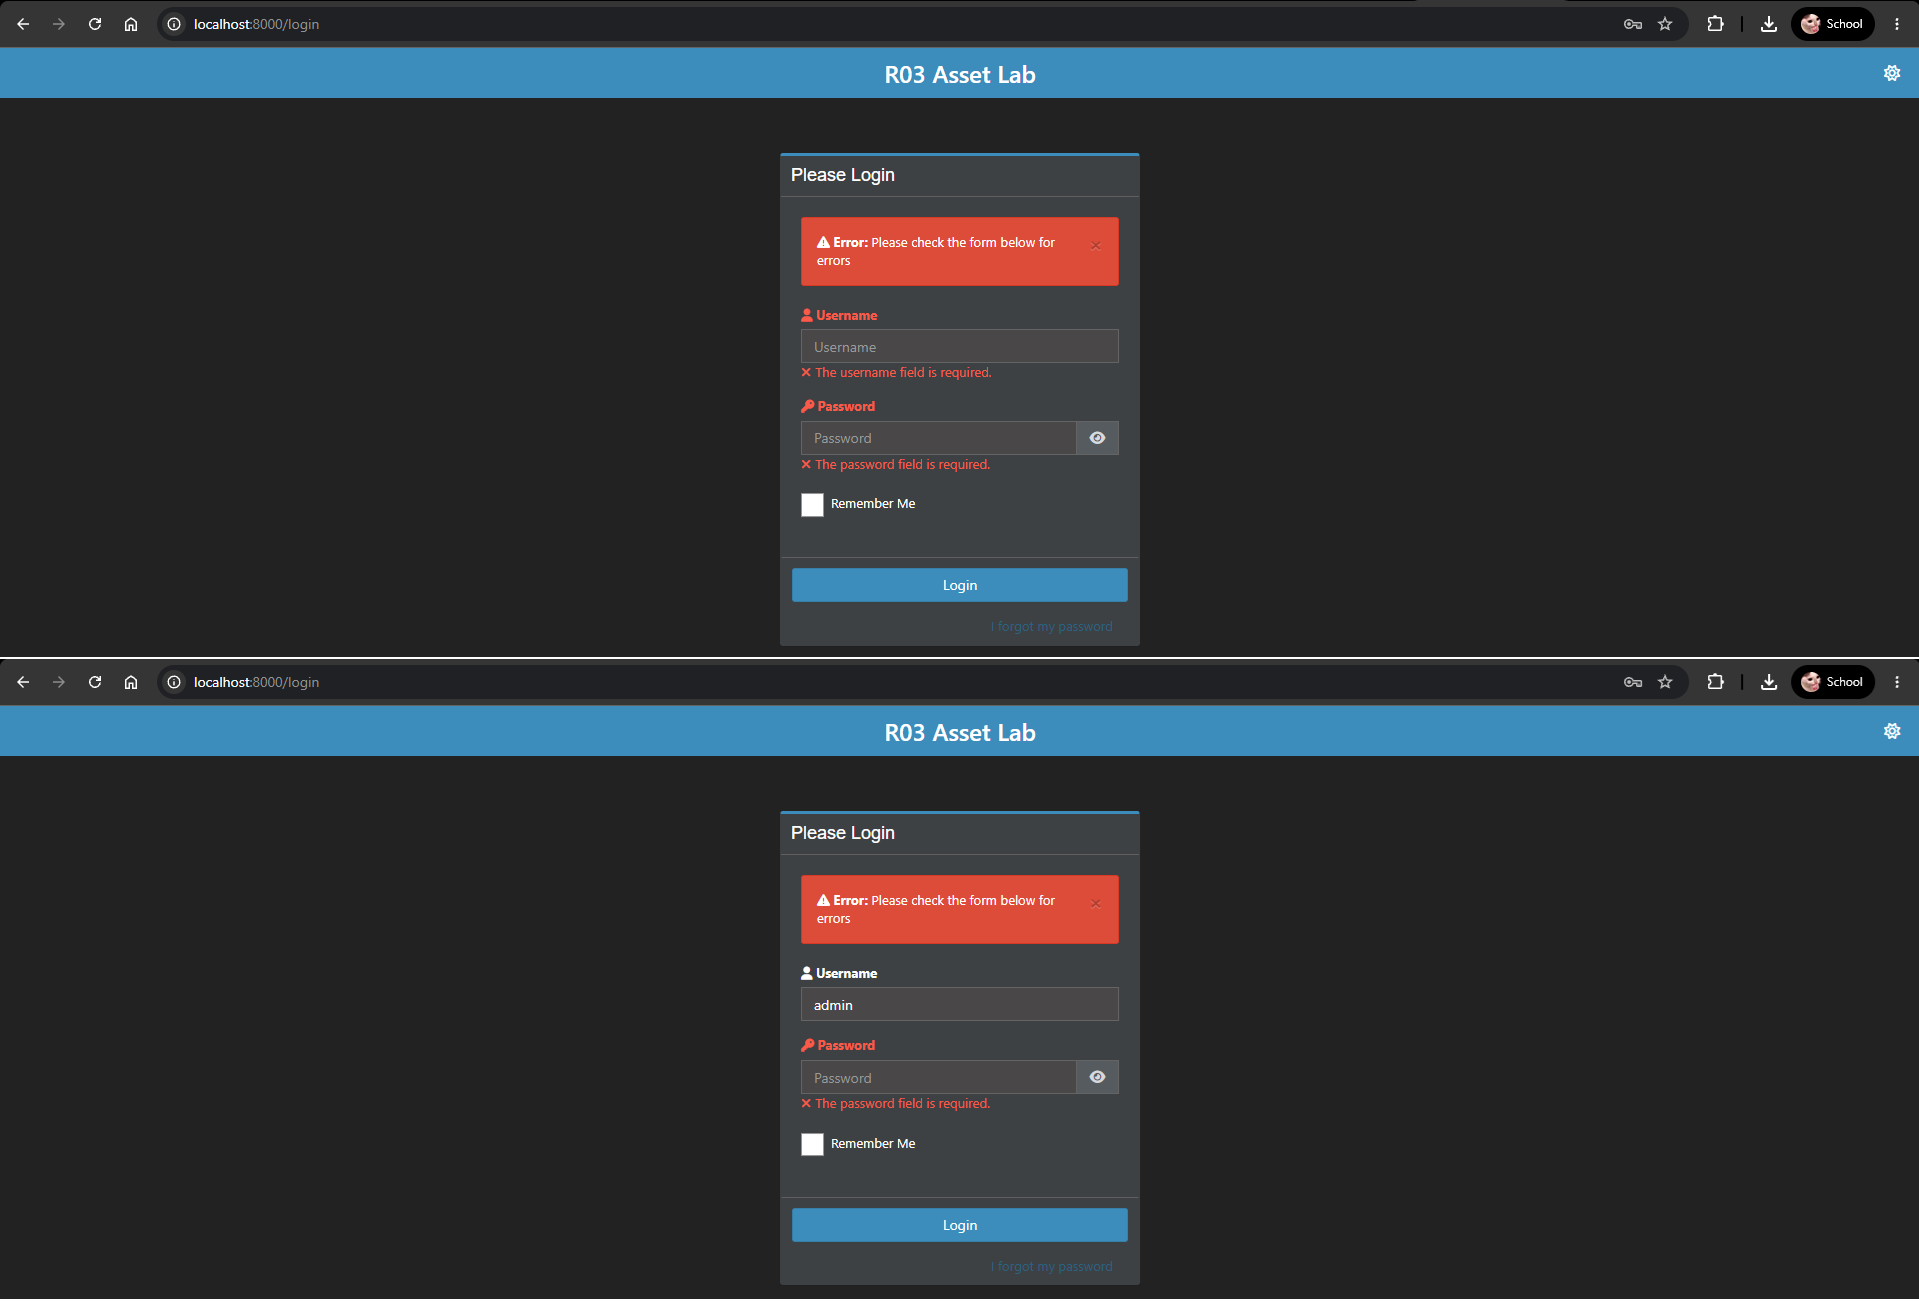 localhost:8000/login
School
R03 Asset Lab
Please Login
Error: Please check the form below for
errors
×
Username
Username
The username field is required.
Password
Password
The password field is required.
Remember Me
Login
I forgot my password
localhost:8000/login
School
R03 Asset Lab
Please Login
Error: Please check the form below for
errors
×
Username
admin
Password
Password
The password field is required.
Remember Me
Login
I forgot my password